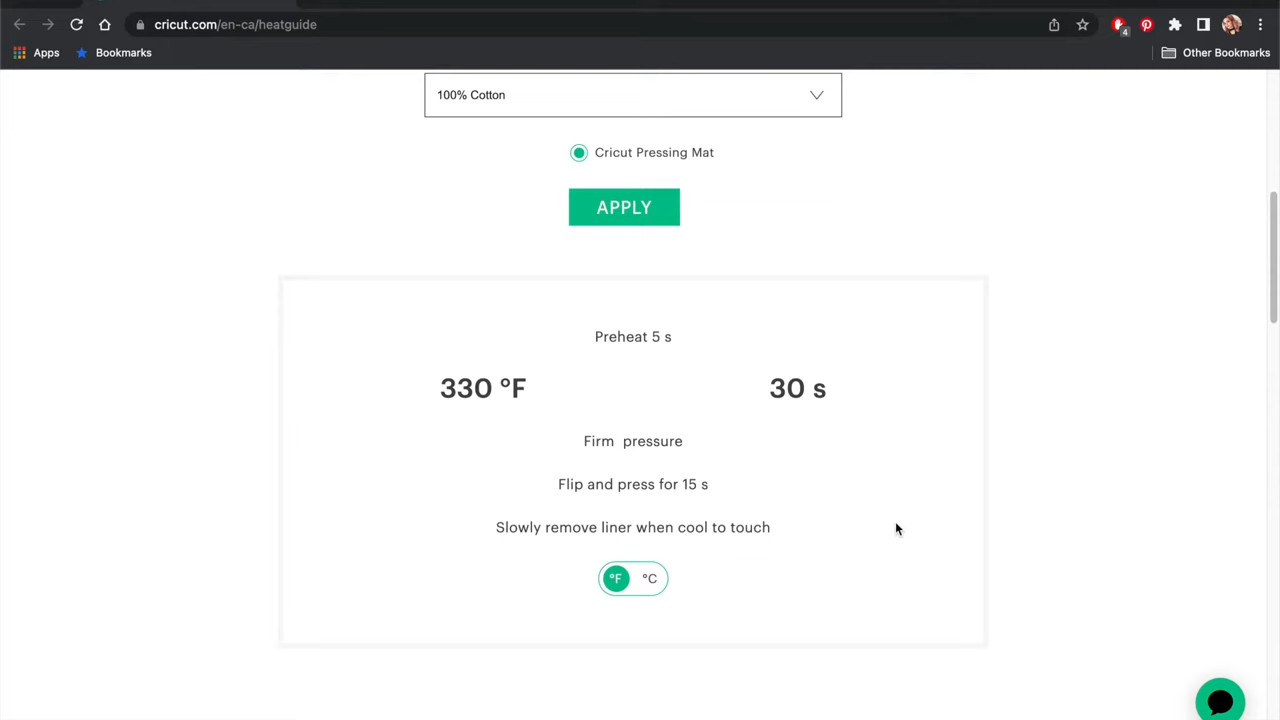 cricut.com/en-ca/heatguide
4
Apps
Bookmarks
Other Bookmarks
100% Cotton
Cricut Pressing Mat
APPLY
Preheat 5 s
330 °F
30 s
Firm pressure
Flip and press for 15 s
Slowly remove liner when cool to touch
°F °C